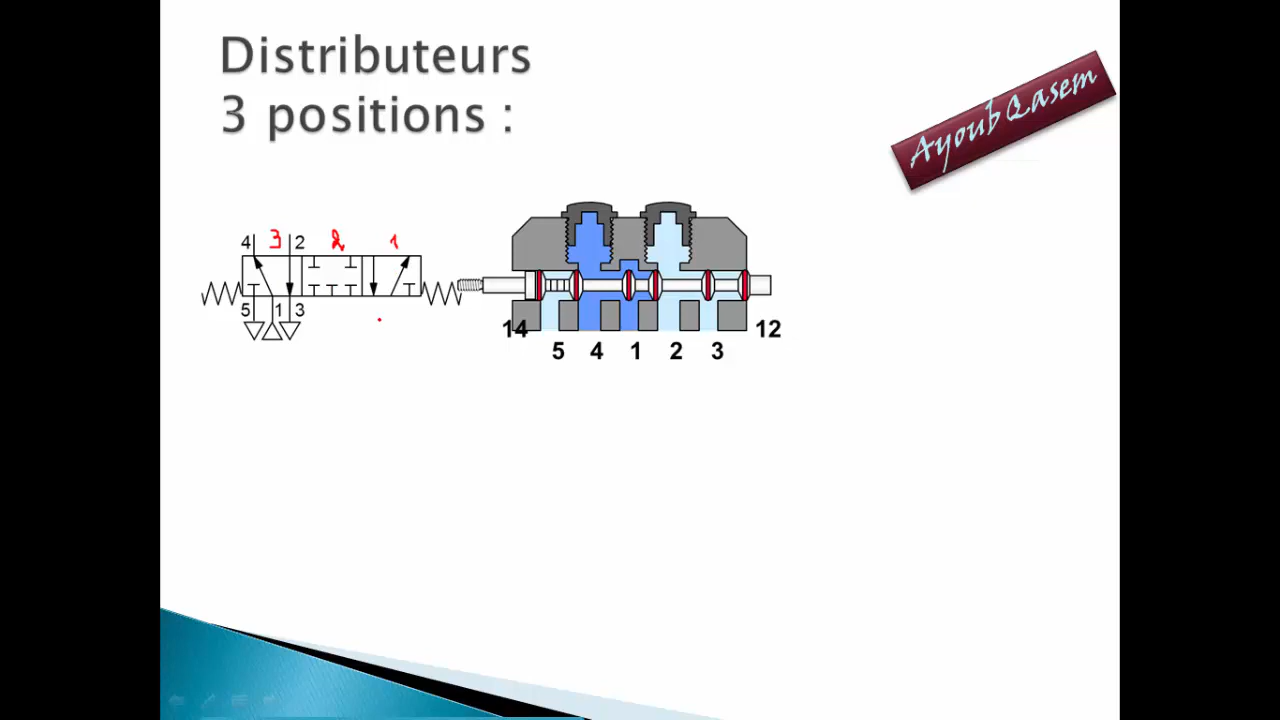 Distributeurs
3 positions :
Ayoub Qasem
4 3 2 2 1
5 1 3
14 12
5 4 1 2 3